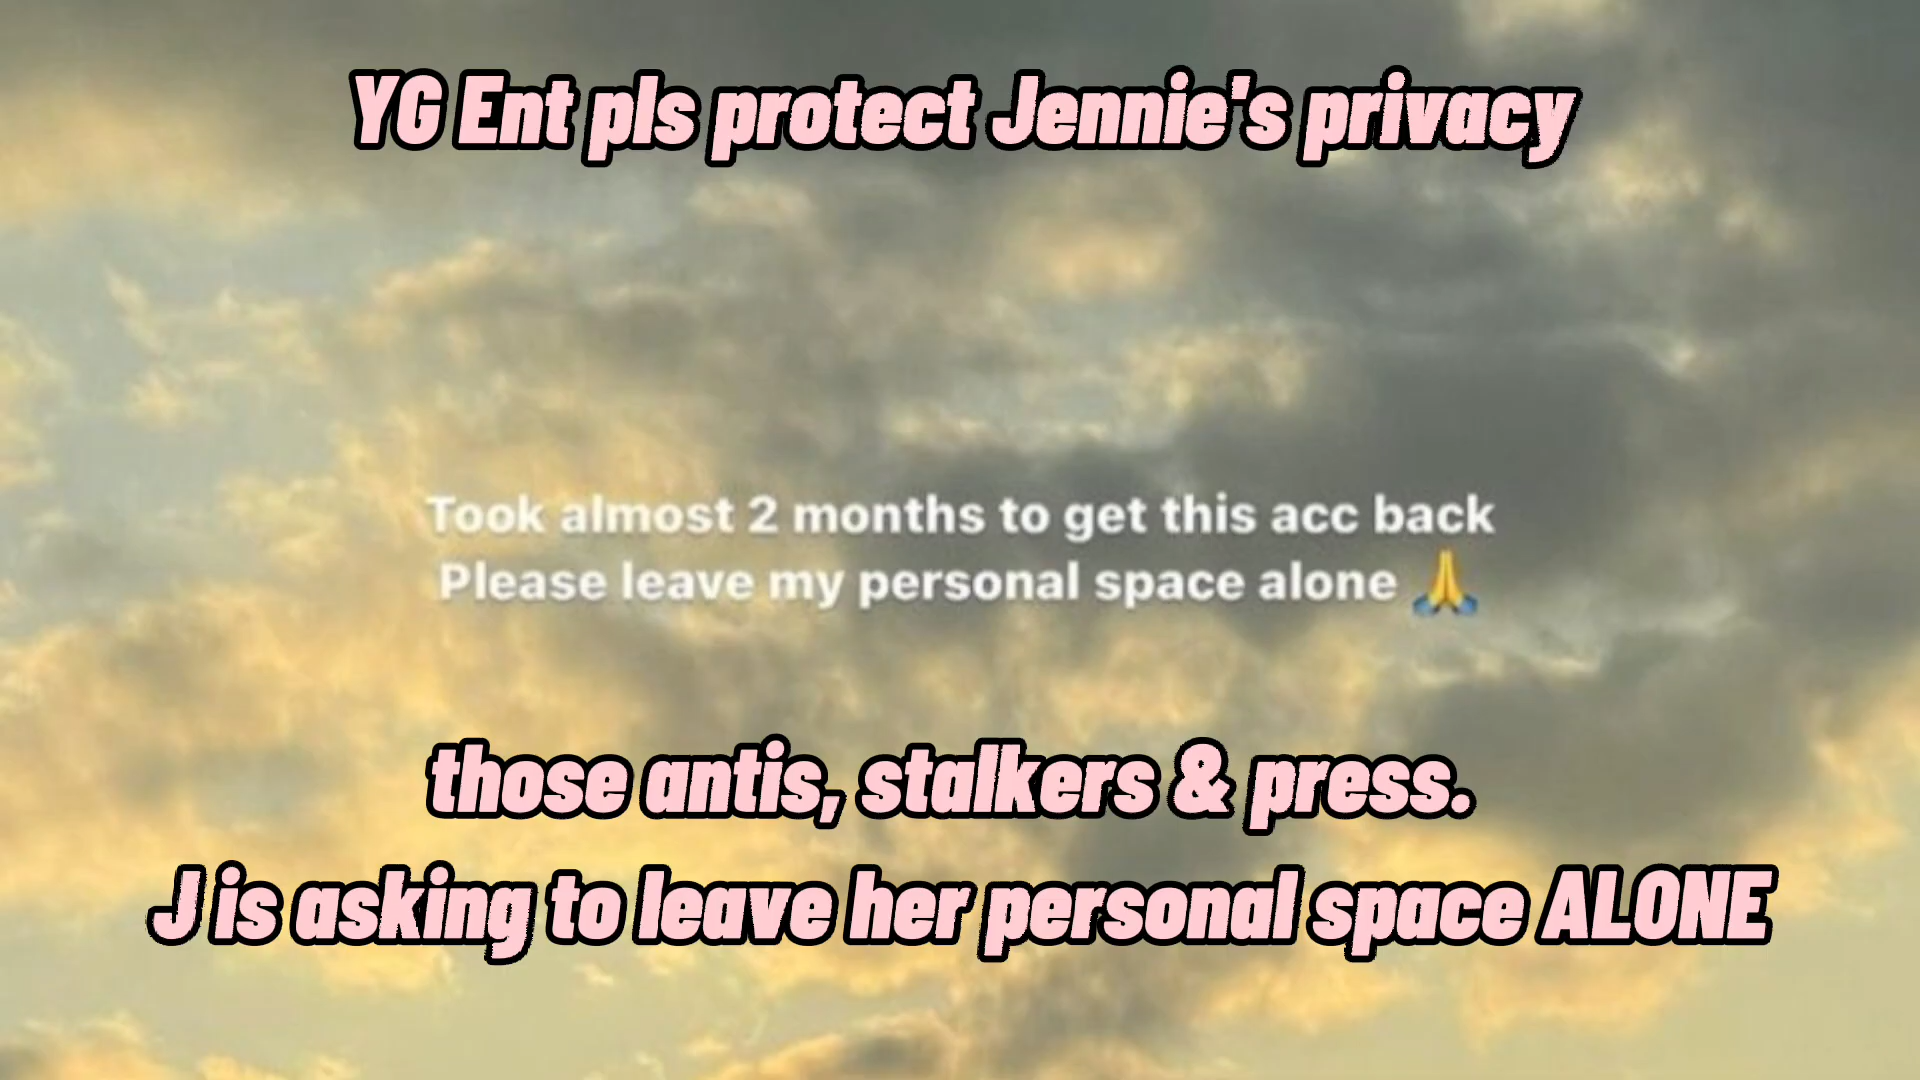 YG Ent pls protect Jennie's privacy
Took almost 2 months to get this acc back
Please leave my personal space alone 🙏
those antis, stalkers & press.
J is asking to leave her personal space ALONE